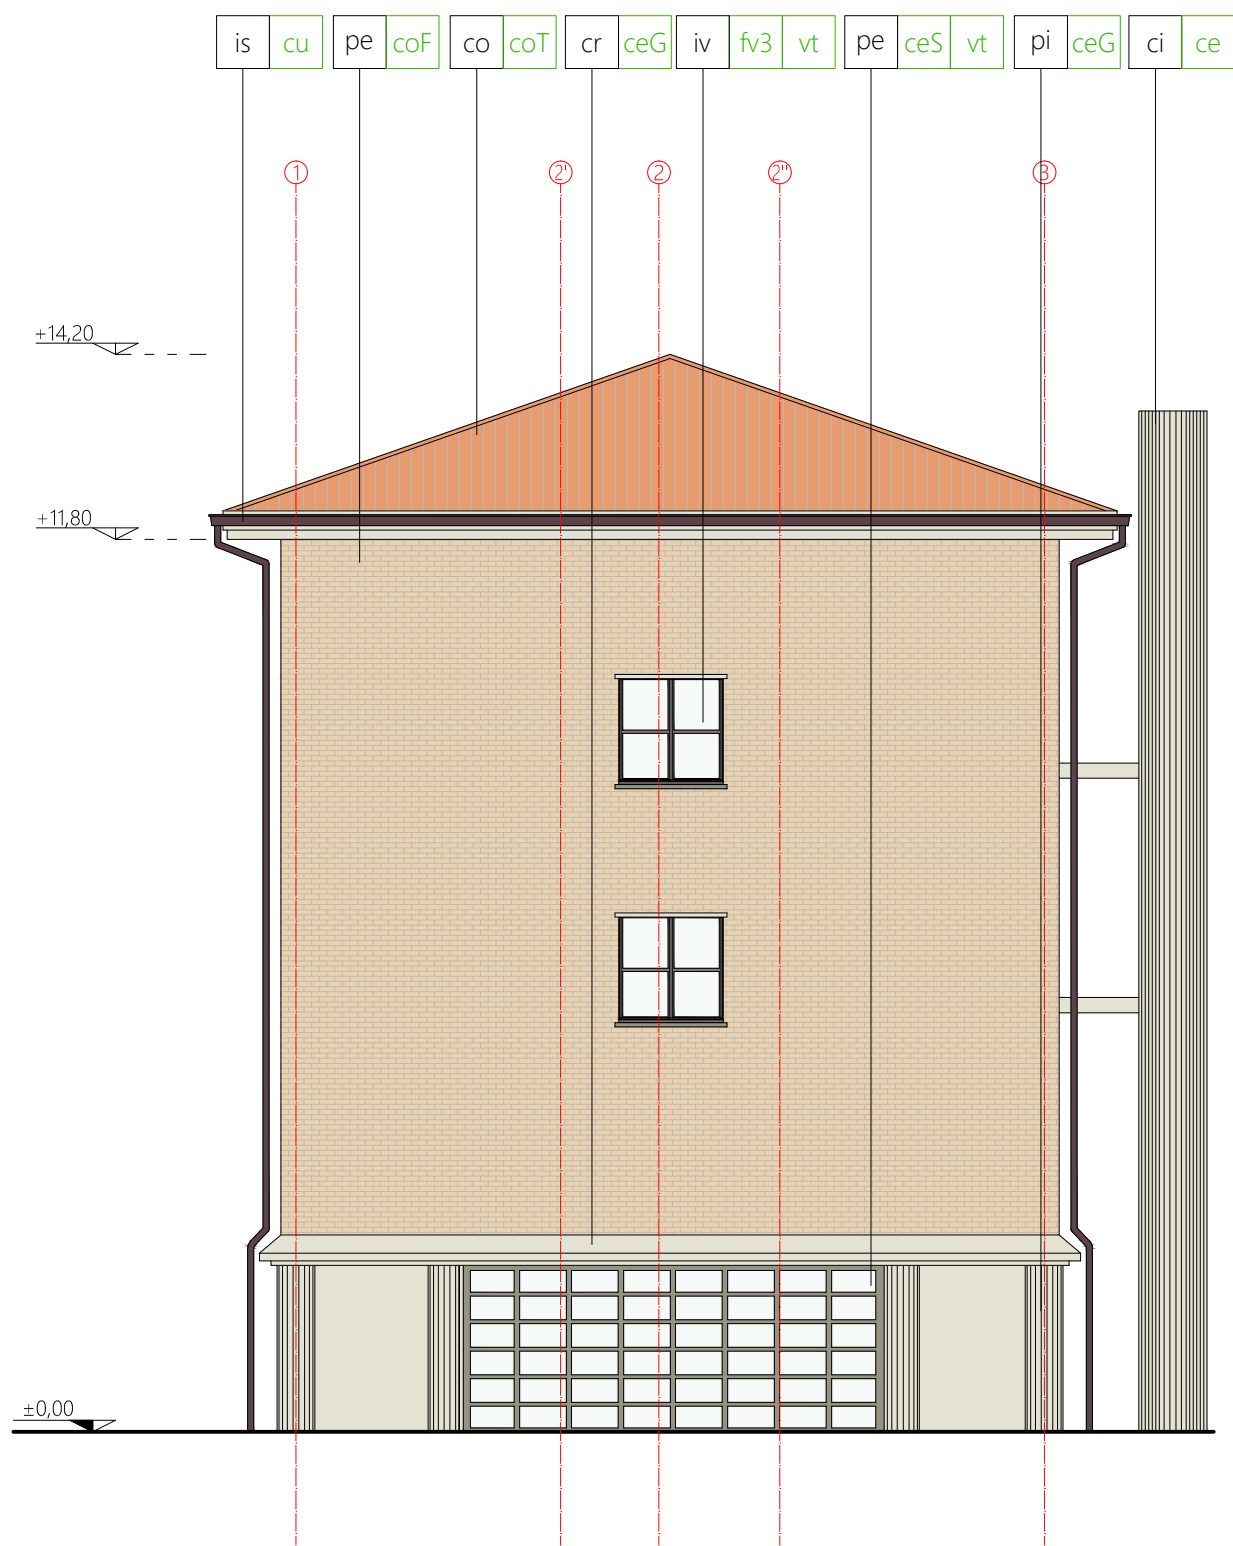 is cu pe coF co coT cr ceG iv fv3 vt pe ceS vt pi ceG ci ce
1 2' 2 2" 3
+14,20
+11,80
±0,00